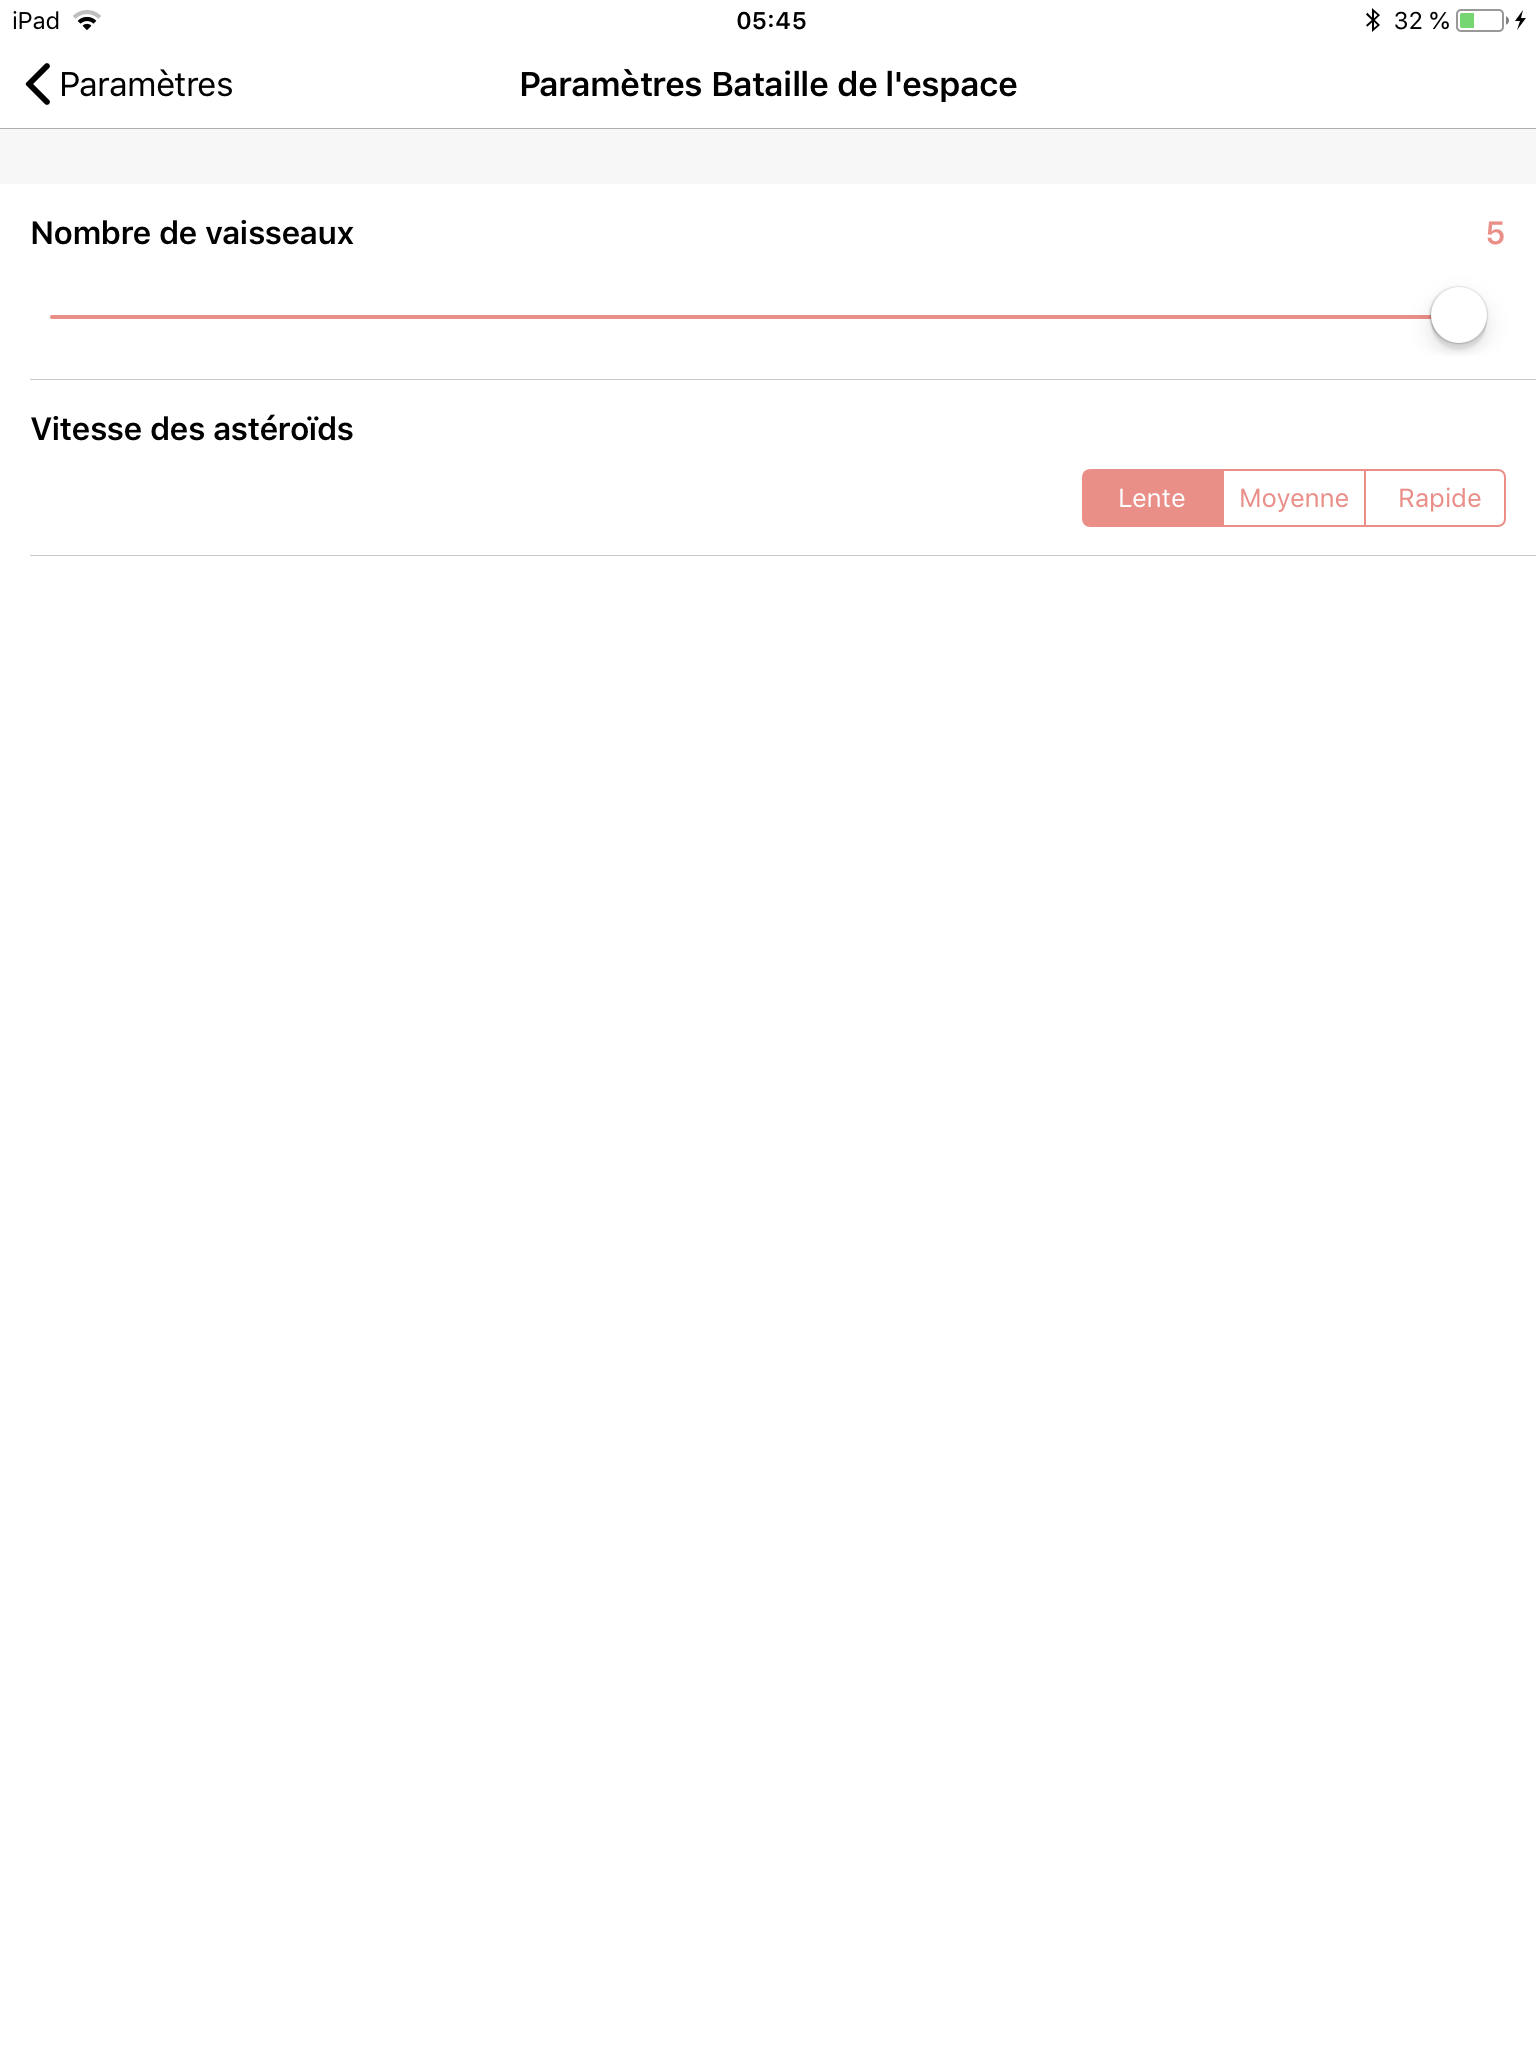 iPad 05:45 32 %
Paramètres Paramètres Bataille de l'espace
Nombre de vaisseaux 5
Vitesse des astéroïds
Lente Moyenne Rapide